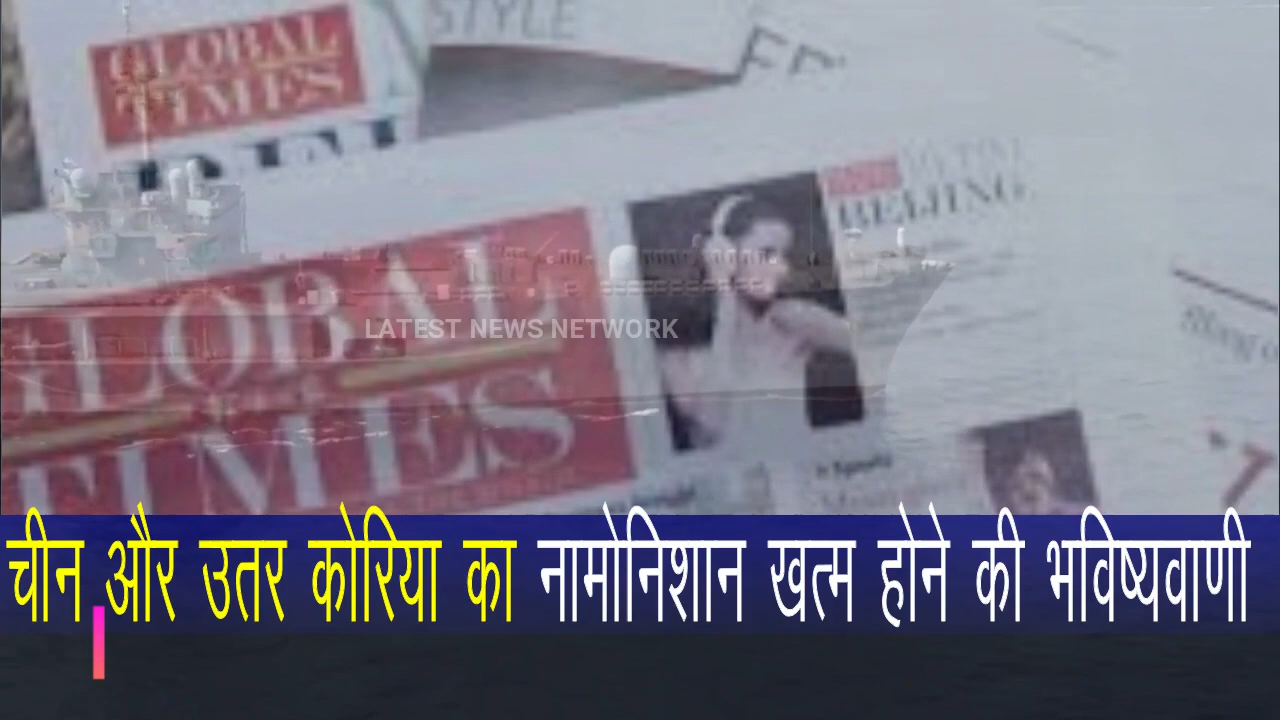 STYLE
GLOBAL
TIMES
BEIJING
GLOBAL
TIMES
LATEST NEWS NETWORK
चीन और उतर कोरिया का नामोनिशान खत्म होने की भविष्यवाणी